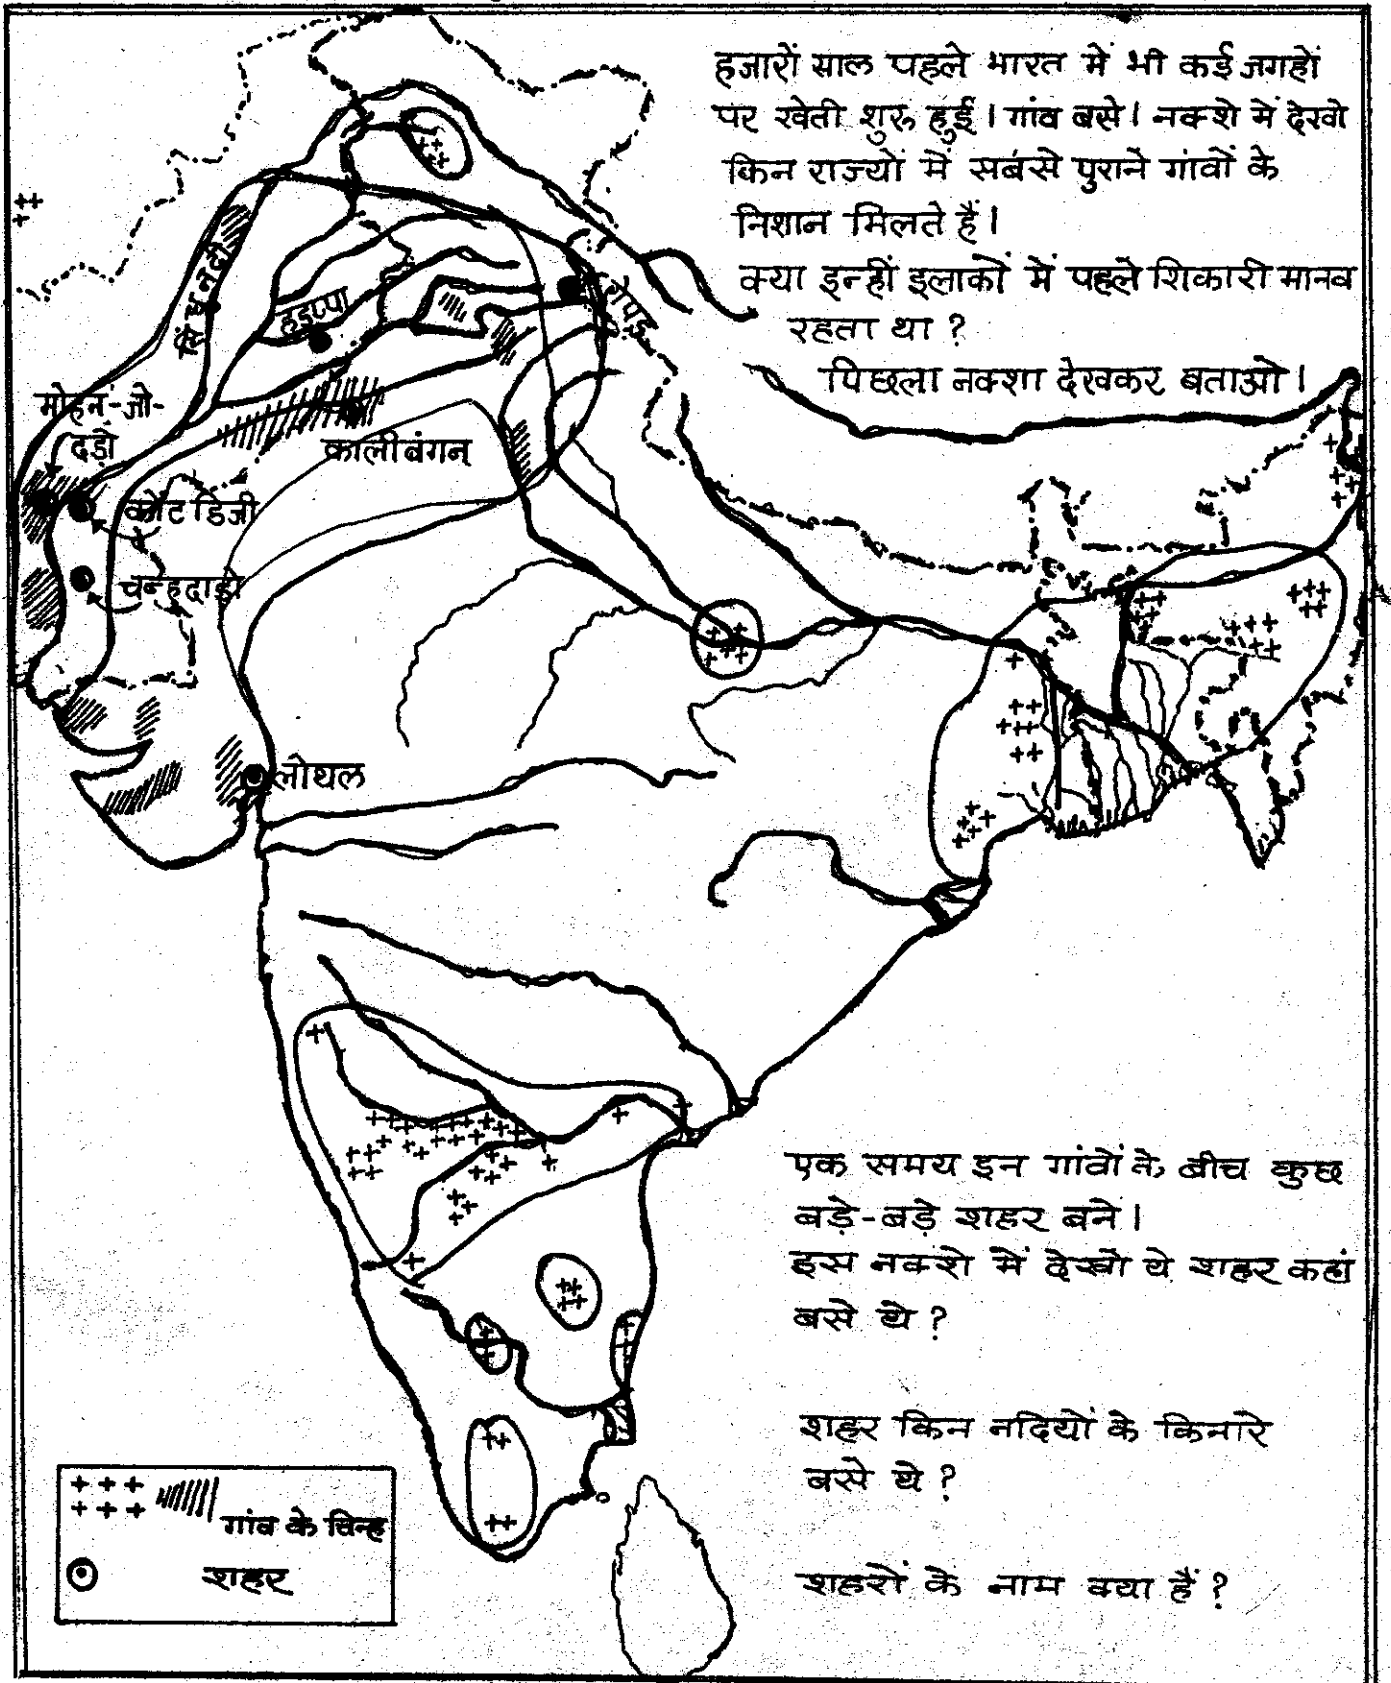 हजारों साल पहले भारत में भी कई जगहों
पर खेती शुरु हुई। गांव बसे। नक्शे में देखो
किन राज्यों में सबसे पुराने गांवों के
निशान मिलते हैं।
क्या इन्हीं इलाकों में पहले शिकारी मानव
रहता था?
पिछला नक्शा देखकर बताओ।
सिंधु नदी
हड़प्पा
रोपड़
मोहन-जो-
दड़ो
कालीबंगन
कोट डिजी
चन्हुदाड़ो
लोथल
एक समय इन गांवों के बीच कुछ
बड़े-बड़े शहर बने।
इस नक्शे में देखो ये शहर कहां
बसे थे?
शहर किन नदियों के किनारे
बसे थे?
शहरों के नाम क्या हैं?
गांव के चिन्ह
शहर